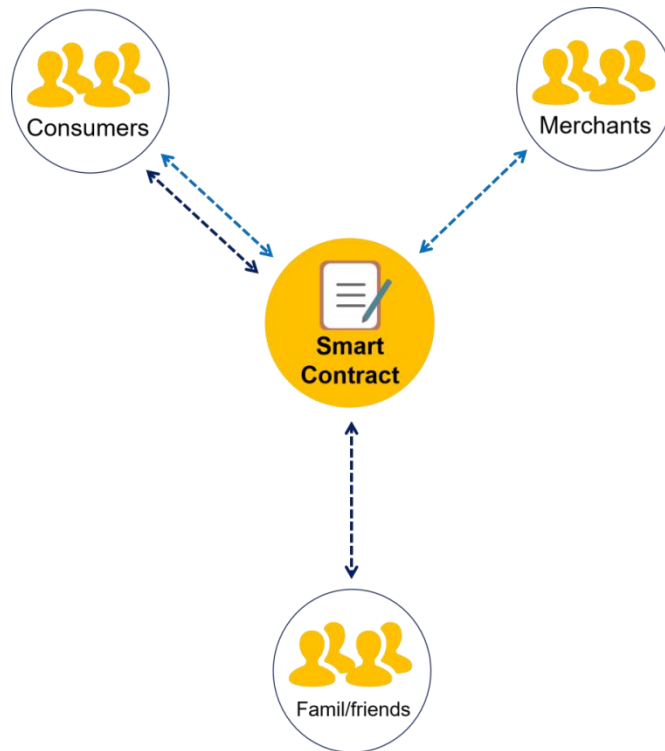 Consumers
Merchants
Smart
Contract
Famil/friends